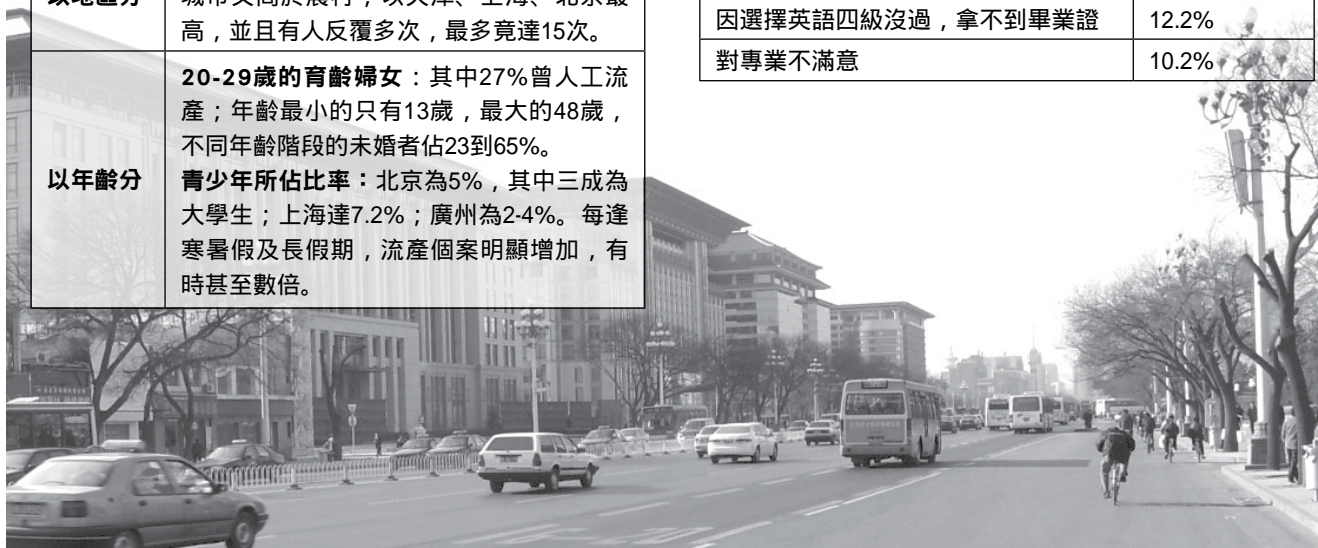 以地區分
城市又高於農村；以天津、上海、北京最
高，並且有人反覆多次，最多竟達15次。
以年齡分
20-29歲的育齡婦女：其中27%曾人工流
產；年齡最小的只有13歲，最大的48歲，
不同年齡階段的未婚者佔23到65%。
青少年所佔比率：北京為5%，其中三成為
大學生；上海達7.2%；廣州為2-4%。每逢
寒暑假及長假期，流產個案明顯增加，有
時甚至數倍。
因選擇英語四級沒過，拿不到畢業證 12.2%
對專業不滿意 10.2%